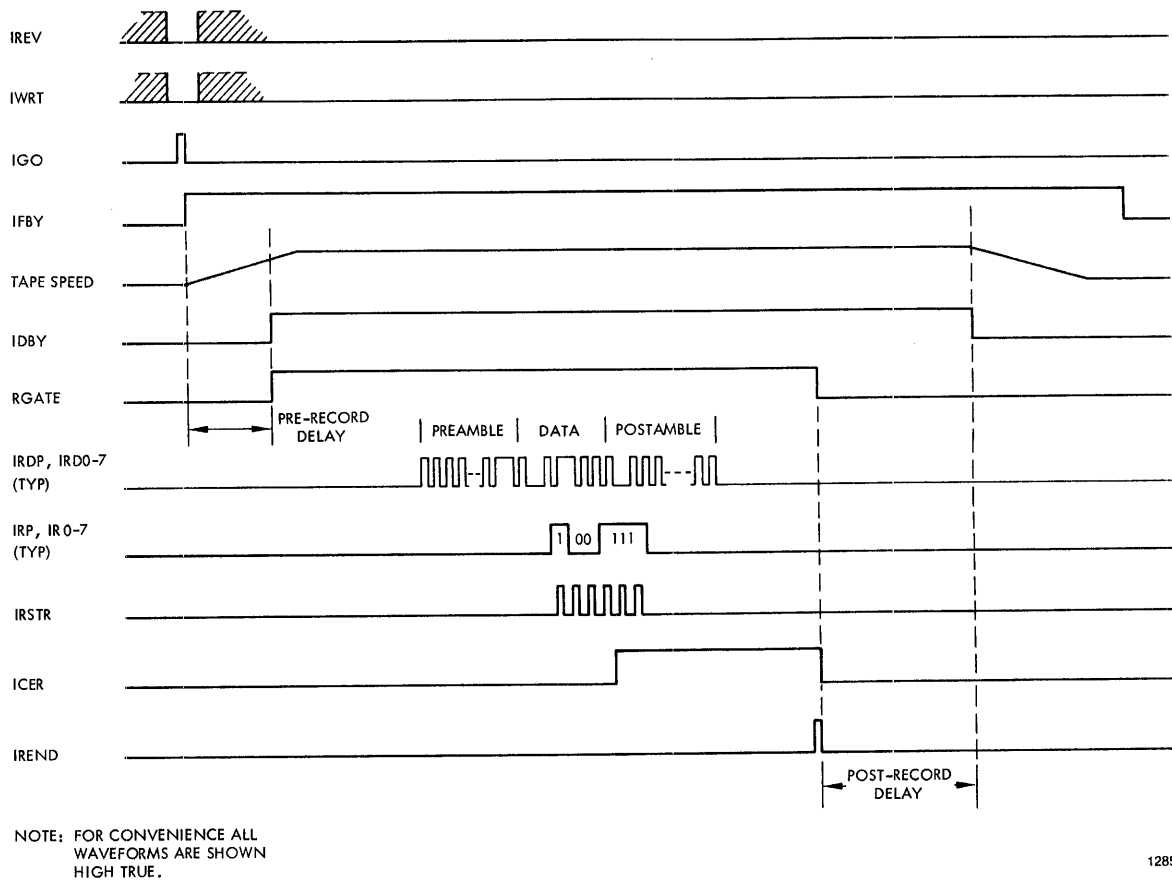 IREV
IWRT
IGO
IFBY
TAPE SPEED
IDBY
RGATE
PRE-RECORD
DELAY
PREAMBLE
DATA
POSTAMBLE
IRDP, IRD0-7
(TYP)
IRP, IR0-7
(TYP)
1
00
111
IRSTR
ICER
IREND
POST-RECORD
DELAY
NOTE: FOR CONVENIENCE ALL
WAVEFORMS ARE SHOWN
HIGH TRUE.
1285